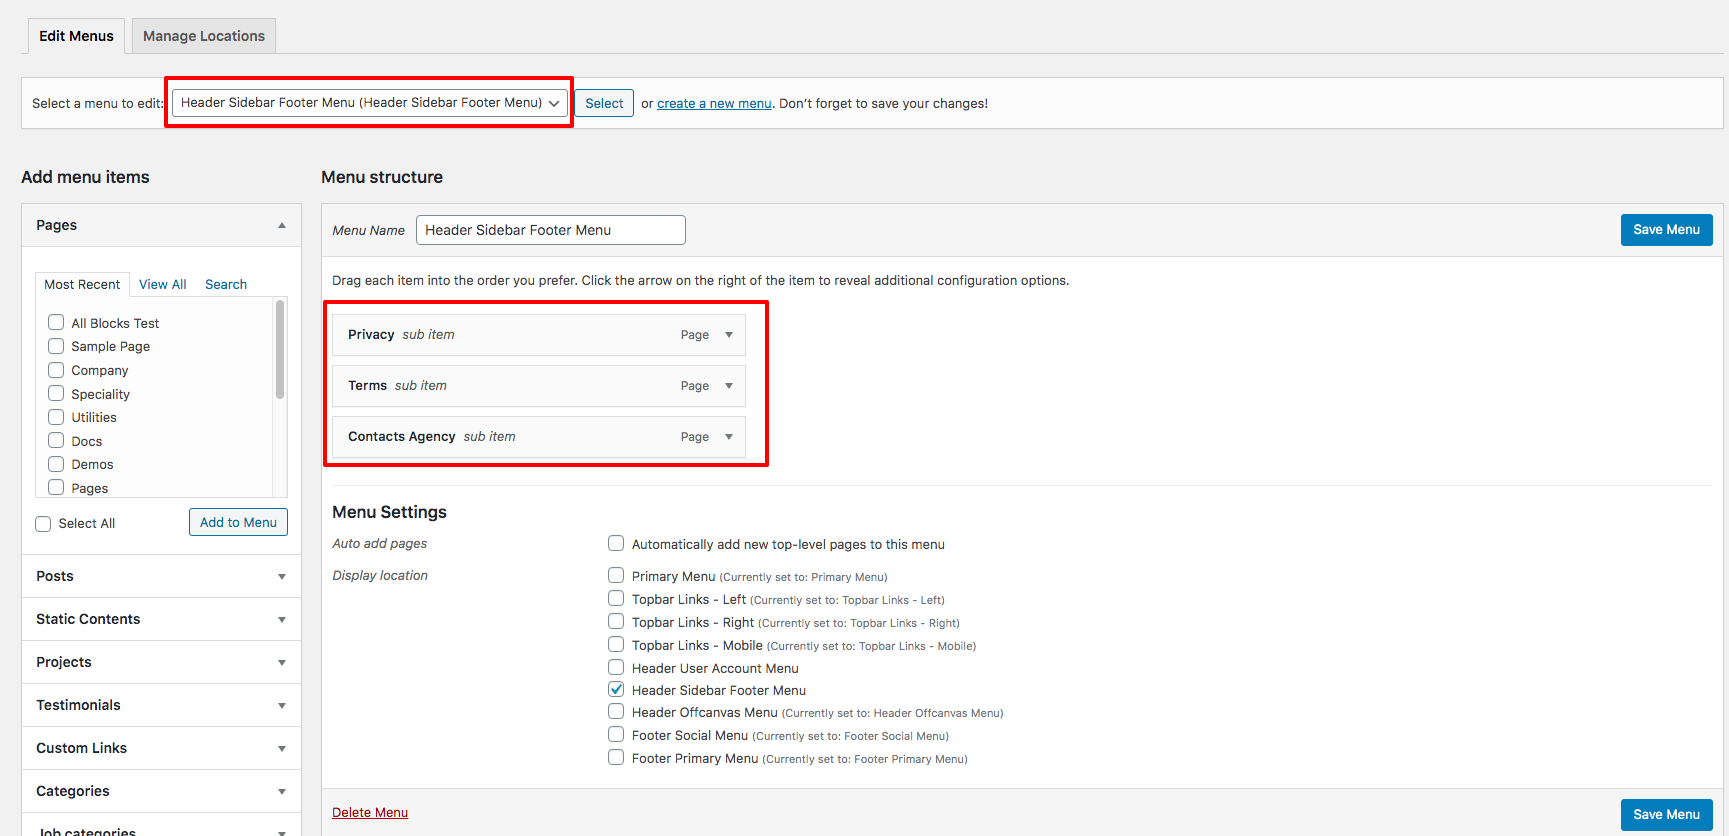 Edit Menus
Manage Locations
Select a menu to edit: Header Sidebar Footer Menu (Header Sidebar Footer Menu) Select or create a new menu. Don’t forget to save your changes!
Add menu items
Pages
Most Recent View All Search
All Blocks Test
Sample Page
Company
Speciality
Utilities
Docs
Demos
Pages
Select All Add to Menu
Posts
Static Contents
Projects
Testimonials
Custom Links
Categories
Job categories
Menu structure
Menu Name Header Sidebar Footer Menu Save Menu
Drag each item into the order you prefer. Click the arrow on the right of the item to reveal additional configuration options.
Privacy sub item Page
Terms sub item Page
Contacts Agency sub item Page
Menu Settings
Auto add pages Automatically add new top-level pages to this menu
Display location Primary Menu (Currently set to: Primary Menu)
Topbar Links - Left (Currently set to: Topbar Links - Left)
Topbar Links - Right (Currently set to: Topbar Links - Right)
Topbar Links - Mobile (Currently set to: Topbar Links - Mobile)
Header User Account Menu
Header Sidebar Footer Menu
Header Offcanvas Menu (Currently set to: Header Offcanvas Menu)
Footer Social Menu (Currently set to: Footer Social Menu)
Footer Primary Menu (Currently set to: Footer Primary Menu)
Delete Menu Save Menu